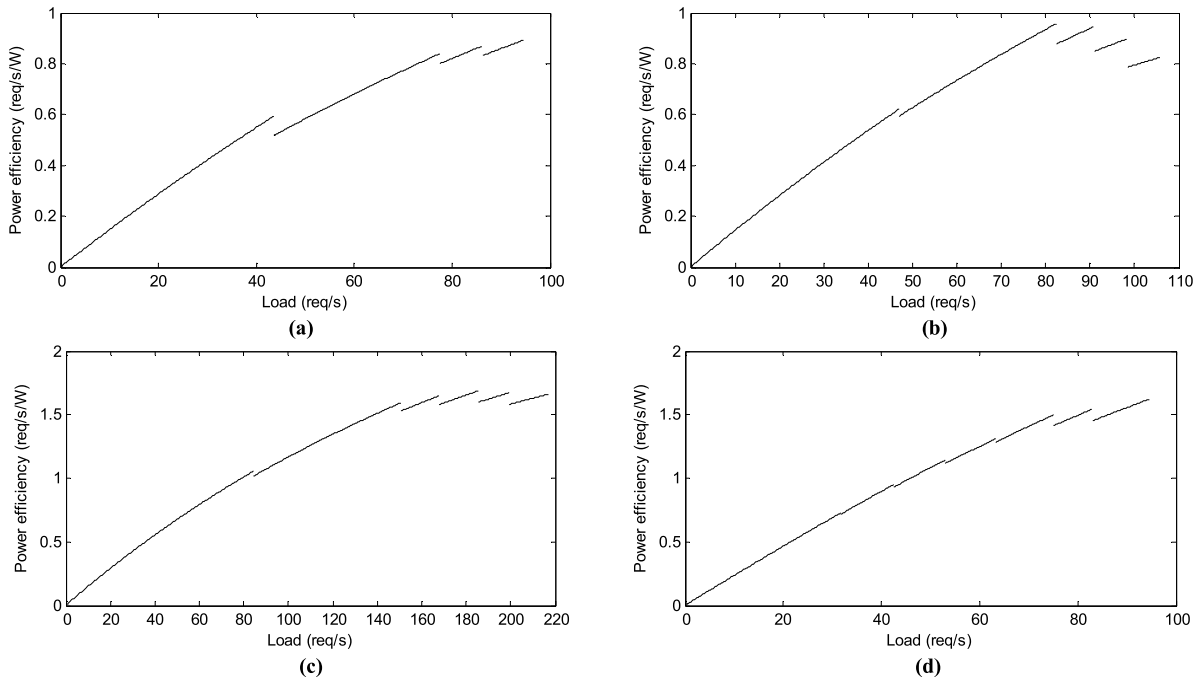 1
0.8
0.6
0.4
0.2
0
Power efficiency (req/s/W)
0 20 40 60 80 100
Load (req/s)
(a)
1
0.8
0.6
0.4
0.2
0
Power efficiency (req/s/W)
0 10 20 30 40 50 60 70 80 90 100 110
Load (req/s)
(b)
2
1.5
1
0.5
0
Power efficiency (req/s/W)
0 20 40 60 80 100 120 140 160 180 200 220
Load (req/s)
(c)
2
1.5
1
0.5
0
Power efficiency (req/s/W)
0 20 40 60 80 100
Load (req/s)
(d)